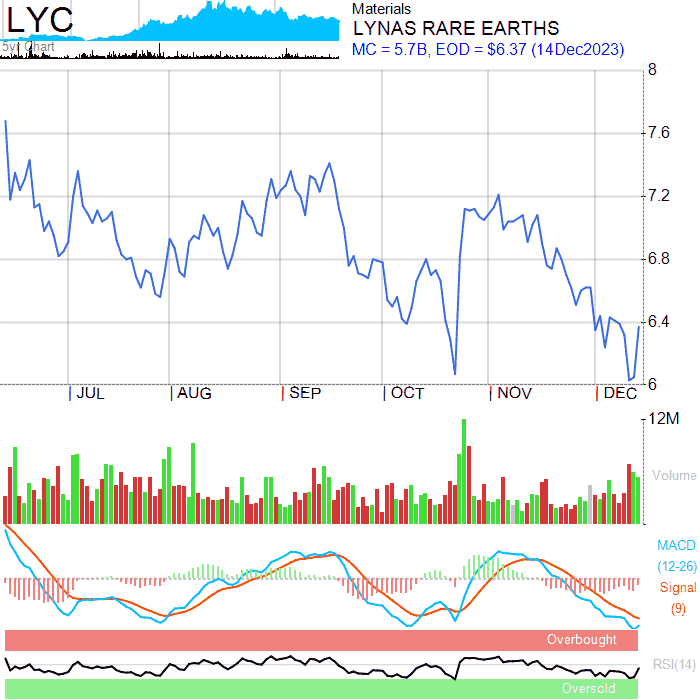 LYC
5yr Chart
Materials
LYNAS RARE EARTHS
MC = 5.7B, EOD = $6.37 (14Dec2023)
8
7.6
7.2
6.8
6.4
6
JUL
AUG
SEP
OCT
NOV
DEC
12M
Volume
MACD
(12-26)
Signal
(9)
Overbought
RSI(14)
Oversold